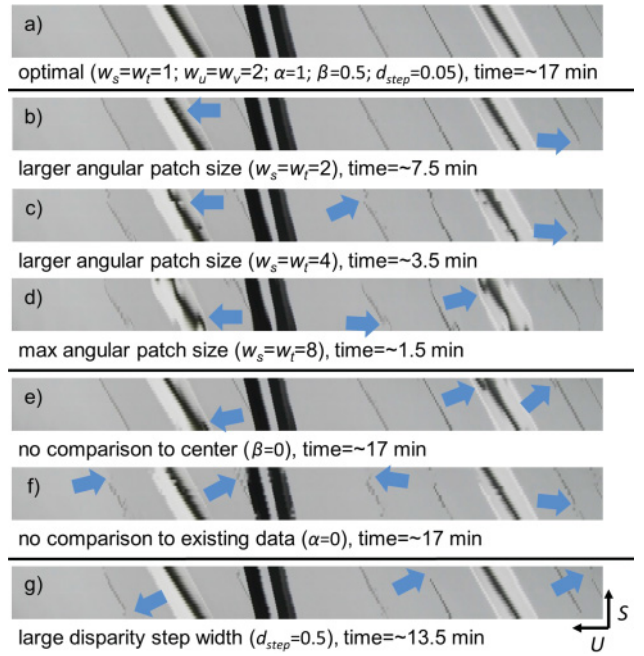 a)
optimal (wₛ=wₜ=1; wᵤ=wᵥ=2; α=1; β=0.5; d_step=0.05), time=~17 min
b)
larger angular patch size (wₛ=wₜ=2), time=~7.5 min
c)
larger angular patch size (wₛ=wₜ=4), time=~3.5 min
d)
max angular patch size (wₛ=wₜ=8), time=~1.5 min
e)
no comparison to center (β=0), time=~17 min
f)
no comparison to existing data (α=0), time=~17 min
g)
large disparity step width (d_step=0.5), time=~13.5 min
S
U